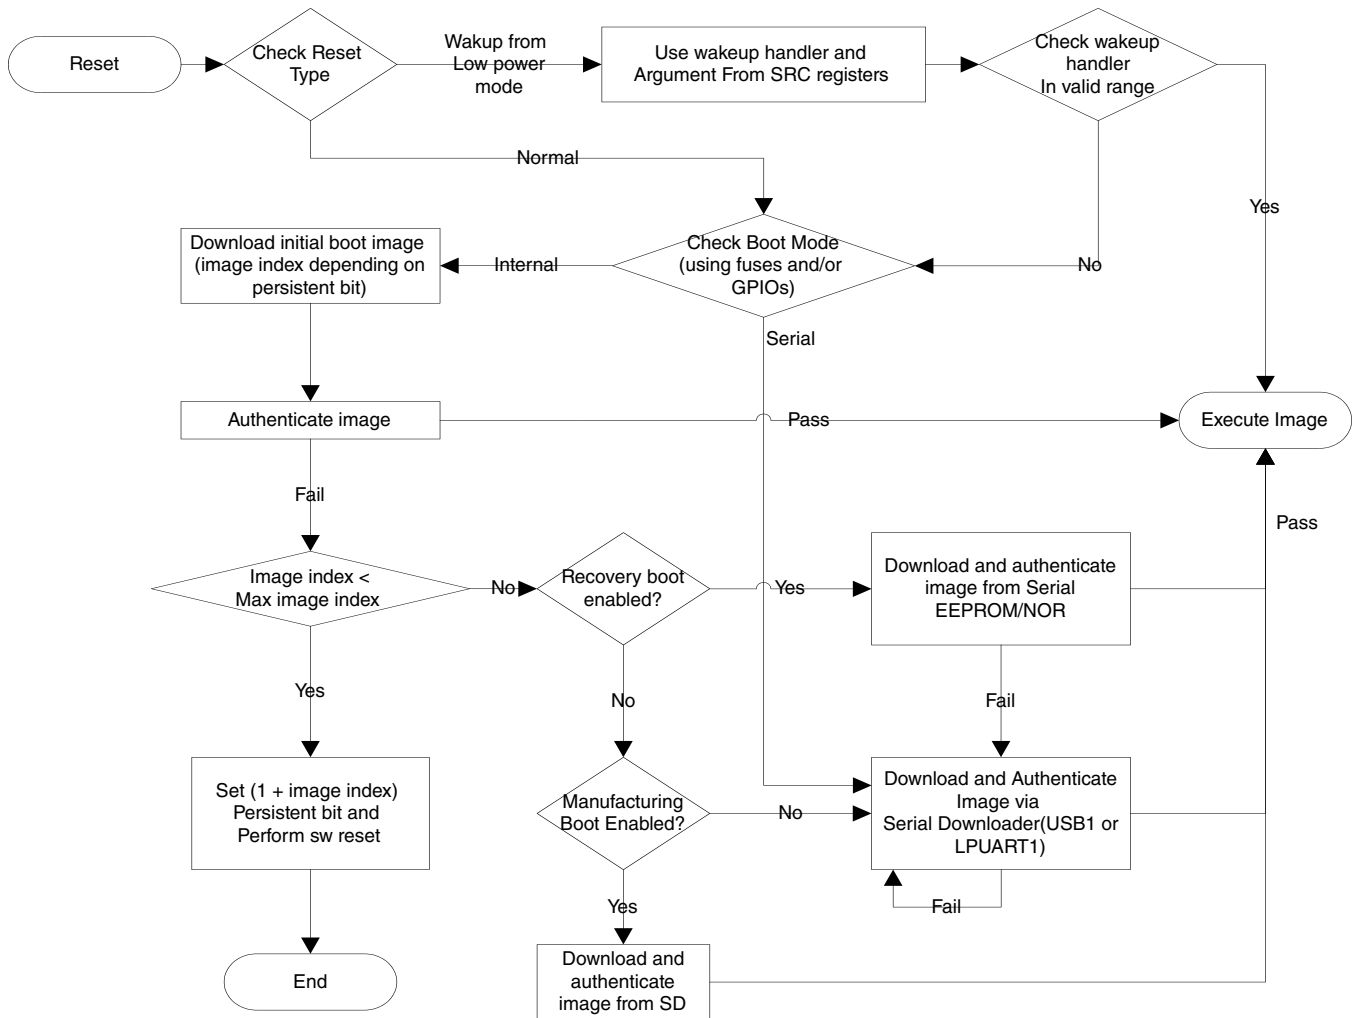 Reset
Check Reset
Type
Wakup from
Low power
mode
Use wakeup handler and
Argument From SRC registers
Check wakeup
handler
In valid range
Normal
Yes
Download initial boot image
(image index depending on
persistent bit)
Internal
Check Boot Mode
(using fuses and/or
GPIOs)
No
Serial
Authenticate image
Pass
Execute Image
Fail
Pass
Image index <
Max image index
No
Recovery boot
enabled?
Yes
Download and authenticate
image from Serial
EEPROM/NOR
Yes
No
Fail
Set (1 + image index)
Persistent bit and
Perform sw reset
Manufacturing
Boot Enabled?
No
Download and Authenticate
Image via
Serial Downloader(USB1 or
LPUART1)
Yes
Fail
End
Download and
authenticate
image from SD